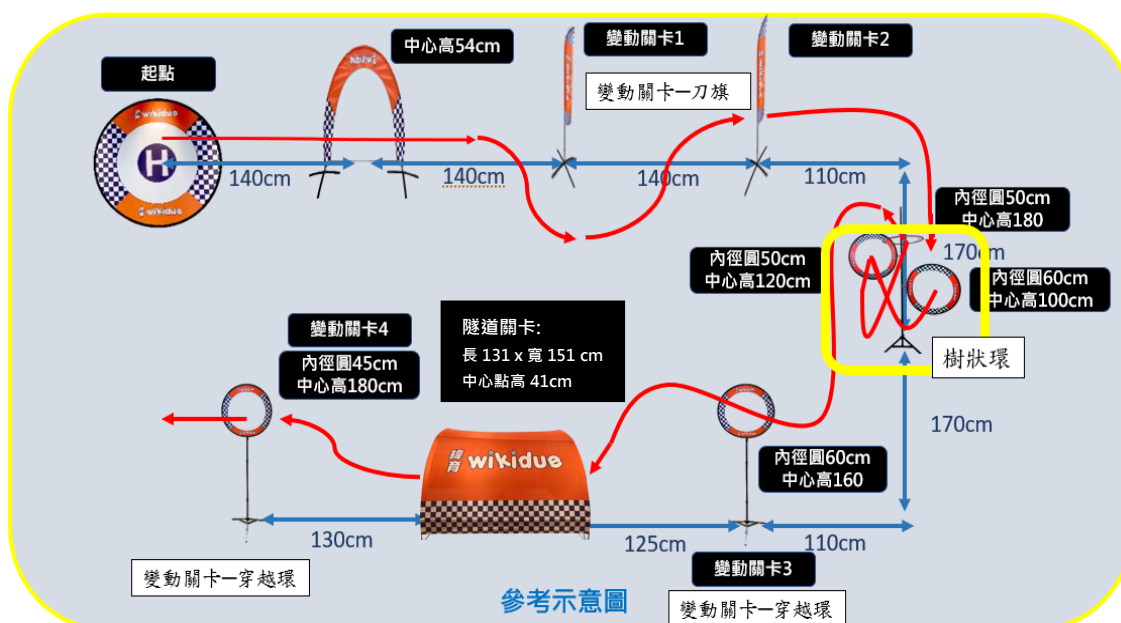 起點
中心高54cm
變動關卡1
變動關卡2
變動關卡—刀旗
wikidue
H
wikidue
140cm
140cm
140cm
110cm
內徑圓50cm
中心高180
170cm
內徑圓50cm
中心高120cm
內徑圓60cm
中心高100cm
樹狀環
變動關卡4
內徑圓45cm
中心高180cm
隧道關卡:
長 131 x 寬 151 cm
中心點高 41cm
170cm
緯育
wikidue
內徑圓60cm
中心高160
130cm
125cm
110cm
變動關卡—穿越環
變動關卡3
變動關卡—穿越環
參考示意圖